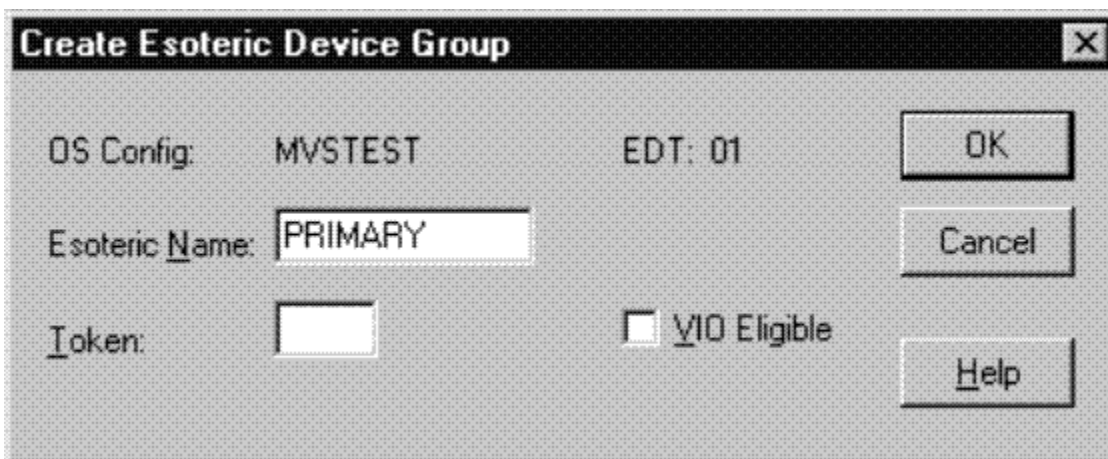 Create Esoteric Device Group
OS Config: MVSTEST EDT: 01 OK
Esoteric Name: PRIMARY Cancel
Token: VIO Eligible
Help